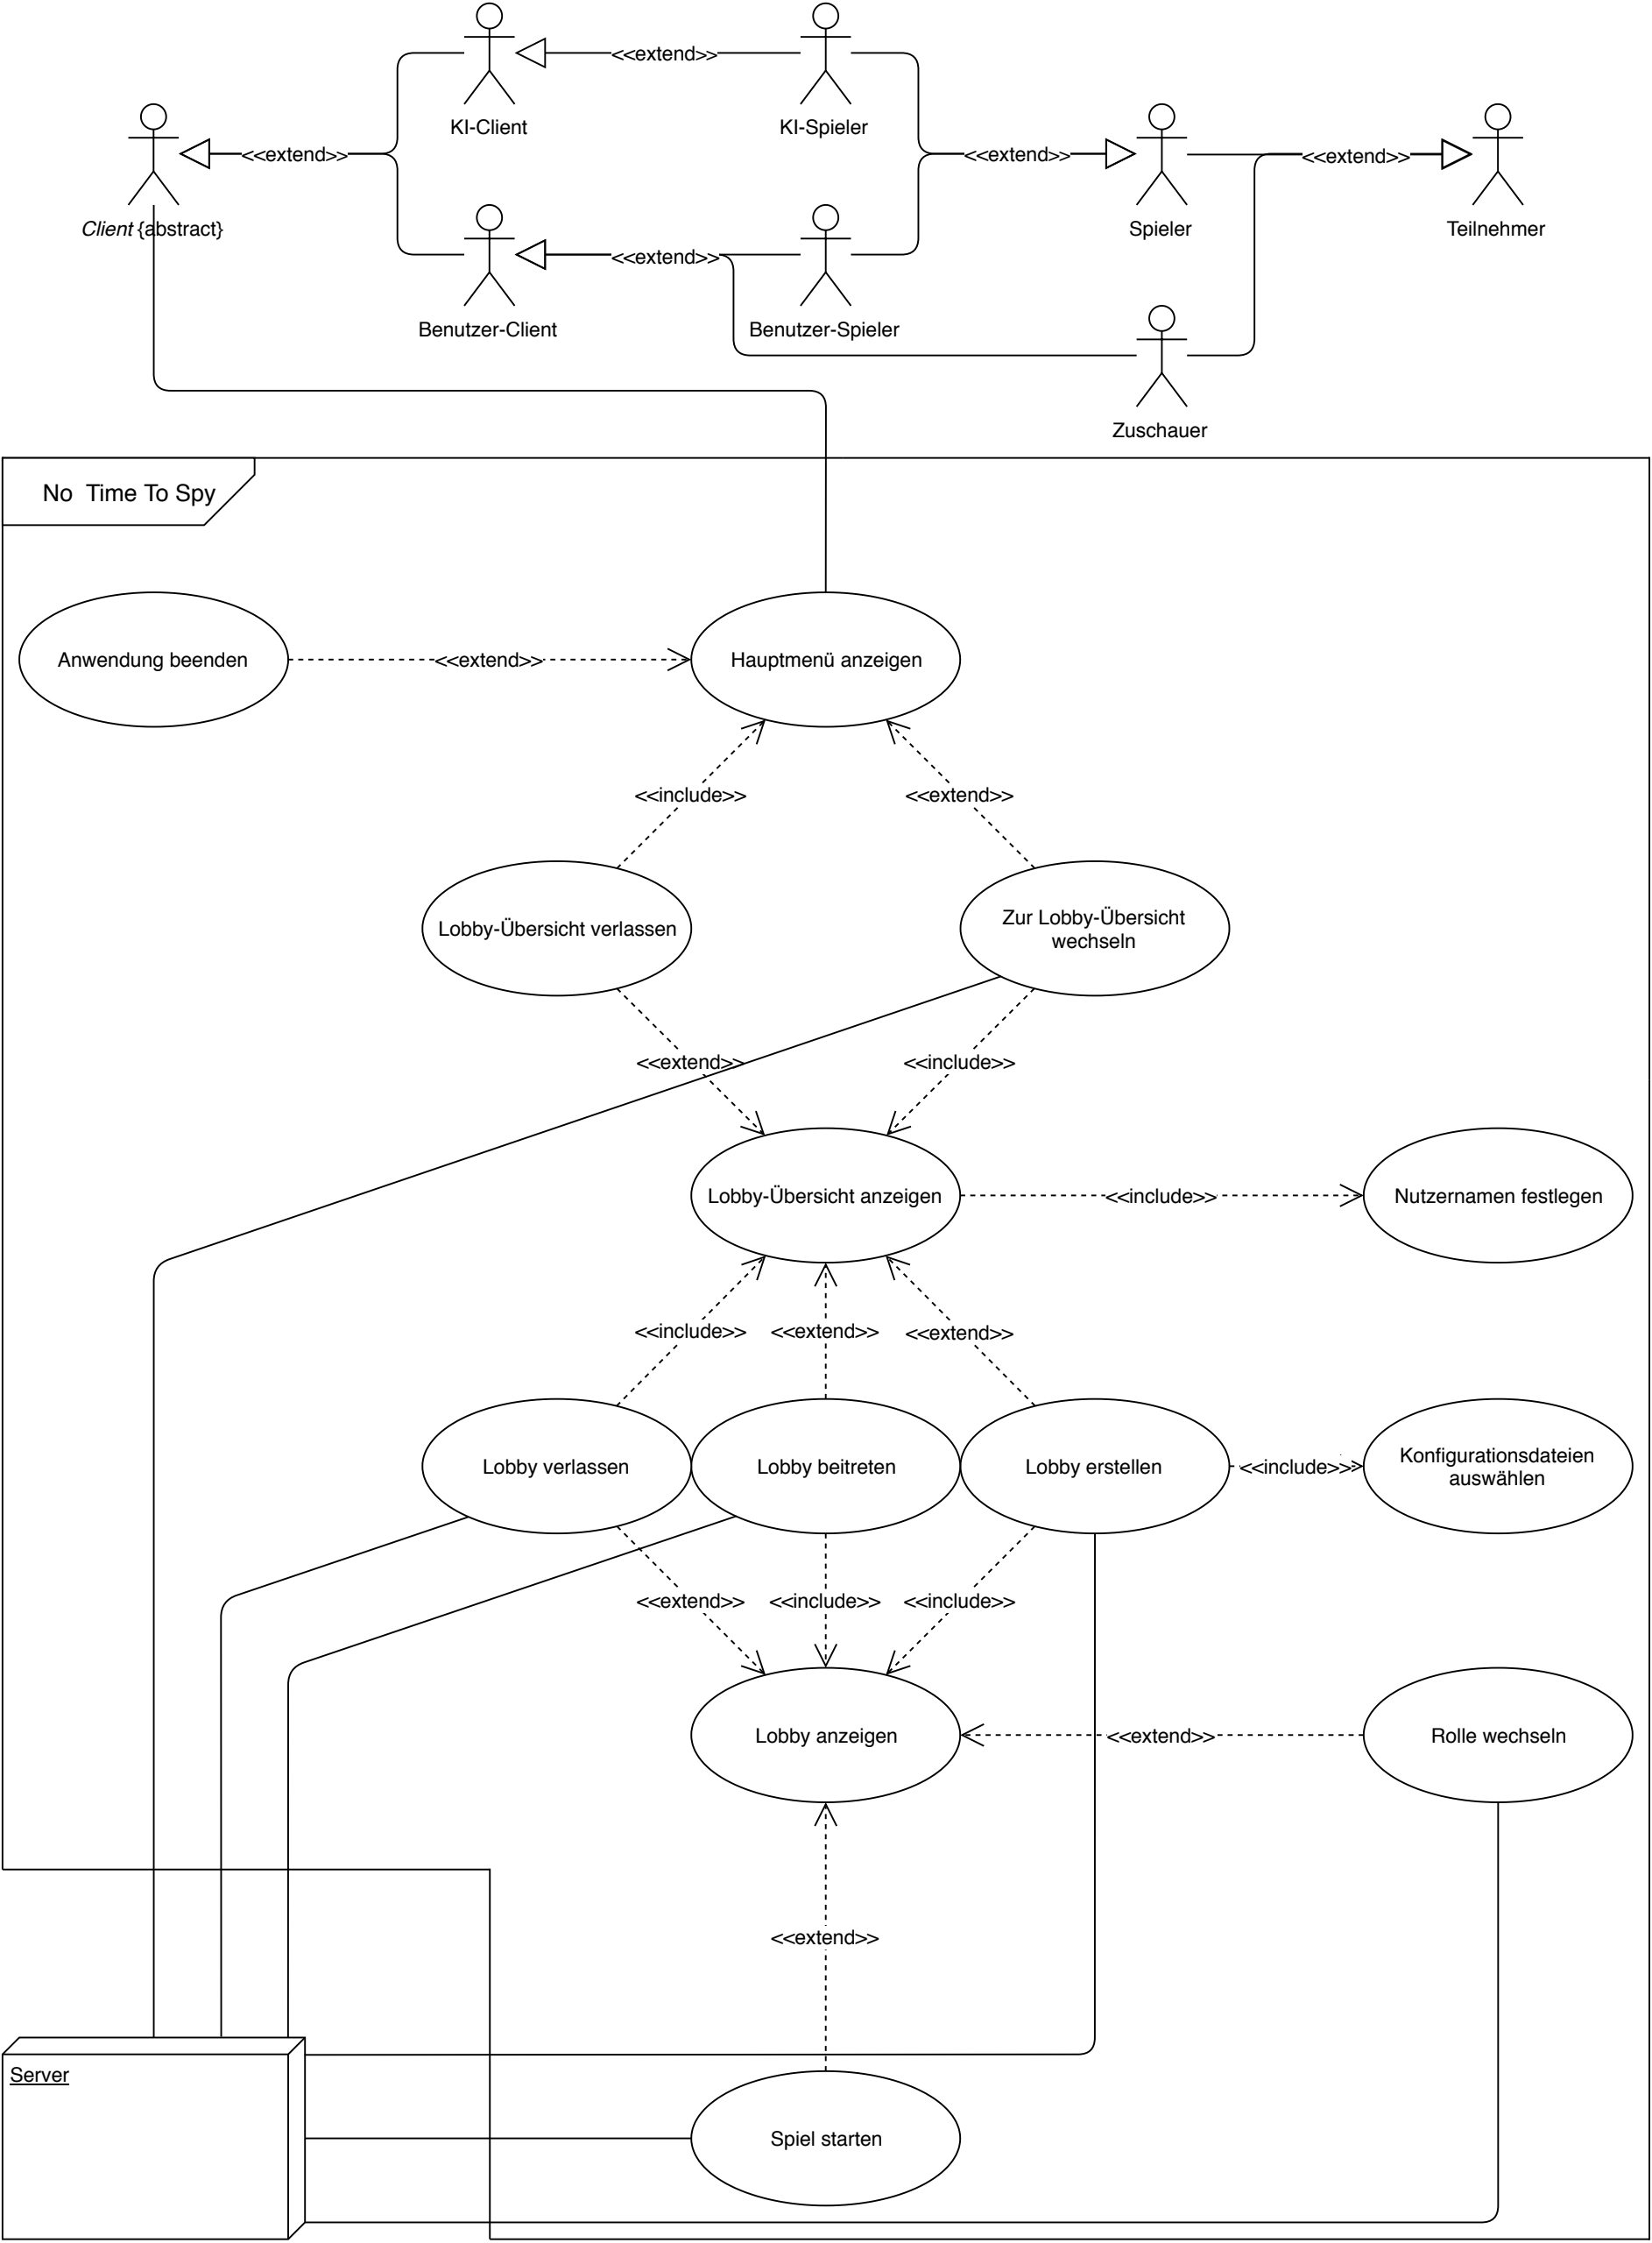 <<extend>>
KI-Client
KI-Spieler
<<extend>>
<<extend>>
<<extend>>
Client {abstract}
Spieler
Teilnehmer
<<extend>>
Benutzer-Client
Benutzer-Spieler
Zuschauer
No Time To Spy
Anwendung beenden
<<extend>>
Hauptmenü anzeigen
<<include>>
<<extend>>
Lobby-Übersicht verlassen
Zur Lobby-Übersicht
wechseln
<<extend>>
<<include>>
Lobby-Übersicht anzeigen
<<include>>
Nutzernamen festlegen
<<include>>
<<extend>>
<<extend>>
Lobby verlassen
Lobby beitreten
Lobby erstellen
<<include>>
Konfigurationsdateien
auswählen
<<extend>>
<<include>>
<<include>>
Lobby anzeigen
<<extend>>
Rolle wechseln
<<extend>>
Server
Spiel starten